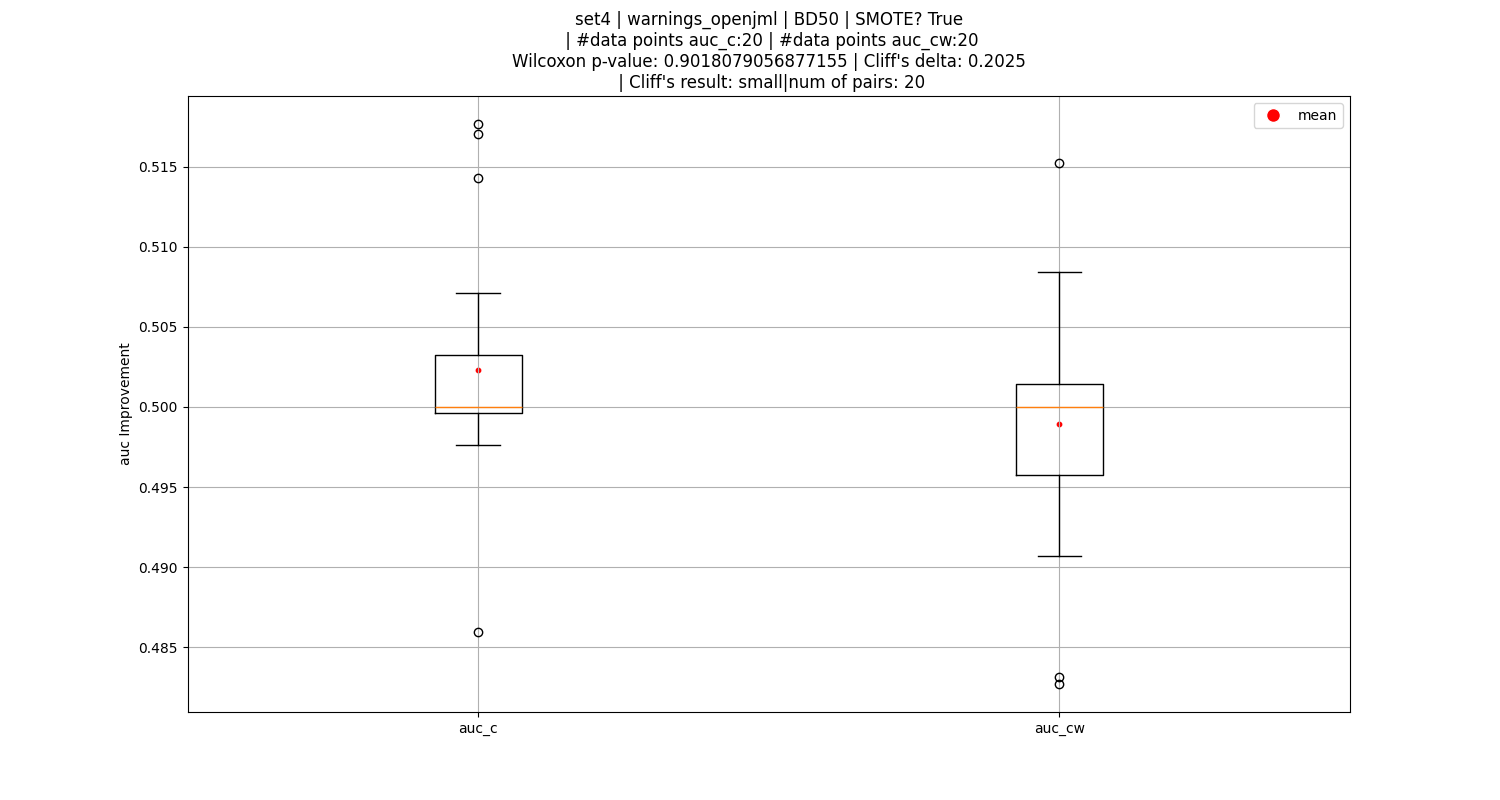 set4 | warnings_openjml | BD50 | SMOTE? True
| #data points auc_c:20 | #data points auc_cw:20
Wilcoxon p-value: 0.9018079056877155 | Cliff's delta: 0.2025
| Cliff's result: small|num of pairs: 20
mean
0.515
0.510
0.505
0.500
0.495
0.490
0.485
auc Improvement
auc_c
auc_cw